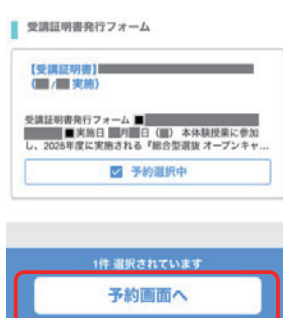 受講証明書発行フォーム
【受講証明書】
（ / 実施）
受講証明書発行フォーム
実施日 月 日（ ） 本体験授業に参加
し、2025年度に実施される『総合型選抜 オープンキャ...
予約選択中
1件 選択されています
予約画面へ